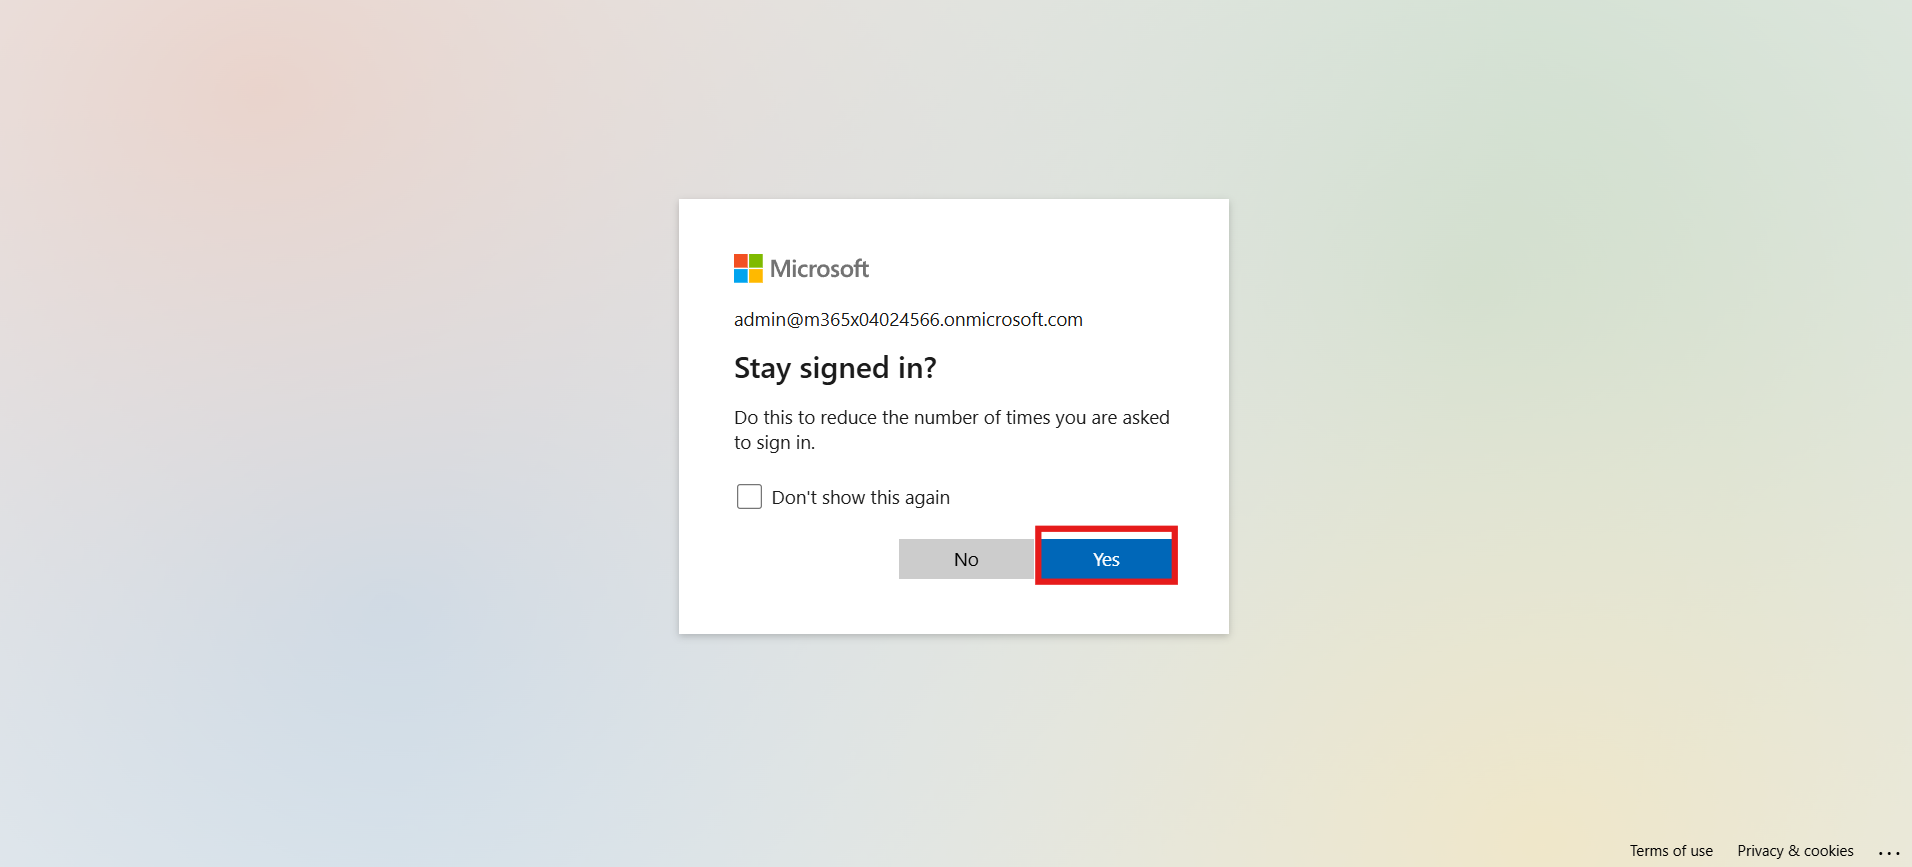 Microsoft
admin@m365x04024566.onmicrosoft.com
Stay signed in?
Do this to reduce the number of times you are asked
to sign in.
Don't show this again
No
Yes
Terms of use
Privacy & cookies
...